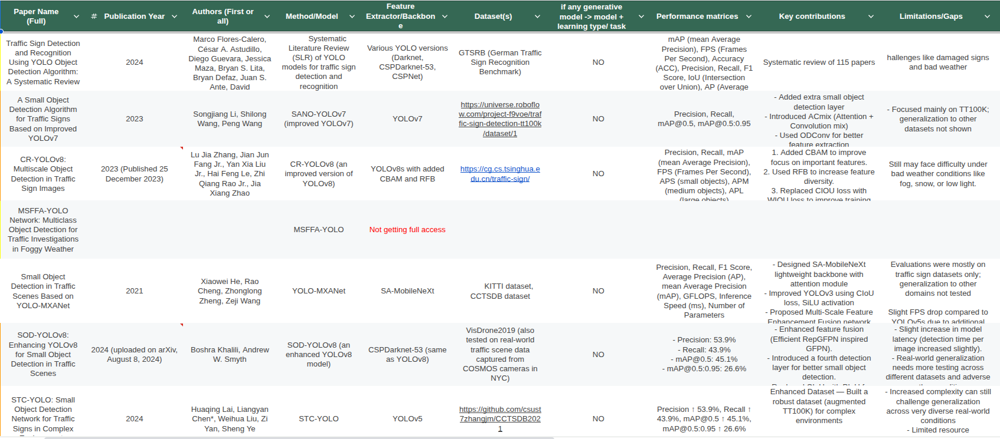 Paper Name
(Full)
# Publication Year
Authors (First or
all)
Method/Model
Feature
Extractor/Backbon
e
Dataset(s)
if any generative
model -> model +
learning type/ task
Performance matrices
Key contributions
Limitations/Gaps
Traffic Sign Detection
and Recognition
Using YOLO Object
Detection Algorithm:
A Systematic Review
2024
Marco Flores-Calero,
César A. Astudillo,
Diego Guevara, Jessica
Maza, Bryan S. Lita,
Bryan Defaz, Juan S.
Ante, David
Systematic
Literature Review
(SLR) of YOLO
models for traffic sign
detection and
recognition
Various YOLO versions
(Darknet,
CSPDarknet-53,
CSPNet)
GTSRB (German Traffic
Sign Recognition
Benchmark)
NO
mAP (mean Average
Precision), FPS (Frames
Per Second), Accuracy
(ACC), Precision, Recall, F1
Score, IoU (Intersection
over Union), AP (Average
Systematic review of 115 papers
hallenges like damaged signs
and bad weather
A Small Object
Detection Algorithm
for Traffic Signs
Based on Improved
YOLOv7
2023
Songjiang Li, Shilong
Wang, Peng Wang
SANO-YOLOv7
(improved YOLOv7)
YOLOv7
https://universe.roboflo
w.com/project-f9voe/traf
fic-sign-detection-tt100k
/dataset/1
NO
Precision, Recall,
mAP@0.5, mAP@0.5:0.95
- Added extra small object
detection layer
- Introduced ACmix (Attention +
Convolution mix)
- Used ODConv for better
feature extraction
- Focused mainly on TT100K;
generalization to other
datasets not shown
CR-YOLOv8:
Multiscale Object
Detection in Traffic
Sign Images
2023 (Published 25
December 2023)
Lu Jia Zhang, Jian Jun
Fang Jr., Yan Xia Liu
Jr., Hai Feng Le, Zhi
Qiang Rao Jr., Jia
Xiang Zhao
CR-YOLOv8 (an
improved version of
YOLOv8)
YOLOv8s with added
CBAM and RFB
https://cg.cs.tsinghua.e
du.cn/traffic-sign/
NO
Precision, Recall, mAP
(mean Average Precision),
FPS (Frames Per Second),
APS (small objects), APM
(medium objects), APL
(large objects)
1. Added CBAM to improve
focus on important features.
2. Used RFB to increase feature
diversity.
3. Replaced CIOU loss with
WIOU loss to improve training
Still may face difficulty under
bad weather conditions like
fog, snow, or low light.
MSFFA-YOLO
Network: Multiclass
Object Detection for
Traffic Investigations
in Foggy Weather
MSFFA-YOLO
Not getting full access
Small Object
Detection in Traffic
Scenes Based on
YOLO-MXANet
2021
Xiaowei He, Rao
Cheng, Zhonglong
Zheng, Zeji Wang
YOLO-MXANet
SA-MobileNeXt
KITTI dataset,
CCTSDB dataset
NO
Precision, Recall, F1 Score,
Average Precision (AP),
mean Average Precision
(mAP), GFLOPS, Inference
Speed (ms), Number of
Parameters
- Designed SA-MobileNeXt
lightweight backbone with
attention module
- Improved YOLOv3 using CIoU
loss, SiLU activation
- Proposed Multi-Scale Feature
Enhancement Fusion network
Evaluations were mostly on
traffic sign datasets only;
generalization to other
domains not tested
Slight FPS drop compared to
YOLOv5s due to additional
SOD-YOLOv8:
Enhancing YOLOv8
for Small Object
Detection in Traffic
Scenes
2024 (uploaded on arXiv,
August 8, 2024)
Boshra Khalili, Andrew
W. Smyth
SOD-YOLOv8 (an
enhanced YOLOv8
model)
CSPDarknet-53 (same
as YOLOv8)
VisDrone2019 (also
tested on real-world
traffic scene data
captured from
COSMOS cameras in
NYC)
NO
- Precision: 53.9%
- Recall: 43.9%
- mAP@0.5: 45.1%
- mAP@0.5:0.95: 26.6%
- Enhanced feature fusion
(Efficient RepGFPN inspired
GFPN).
- Introduced a fourth detection
layer for better small object
detection.
- Slight increase in model
latency (detection time per
image increased slightly).
- Real-world generalization
needs more testing across
different datasets and adverse
STC-YOLO: Small
Object Detection
Network for Traffic
Signs in Complex
2024
Huaqing Lai, Liangyan
Chen*, Weihua Liu, Zi
Yan, Sheng Ye
STC-YOLO
YOLOv5
https://github.com/csust
7zhangjm/CCTSDB202
1
NO
Precision ↑ 53.9%, Recall ↑
43.9%, mAP@0.5 ↑ 45.1%,
mAP@0.5:0.95 ↑ 26.6%
Enhanced Dataset — Built a
robust dataset (augmented
TT100K) for complex
environments
- Increased complexity can still
challenge generalization
across very diverse real-world
conditions
- Limited resource